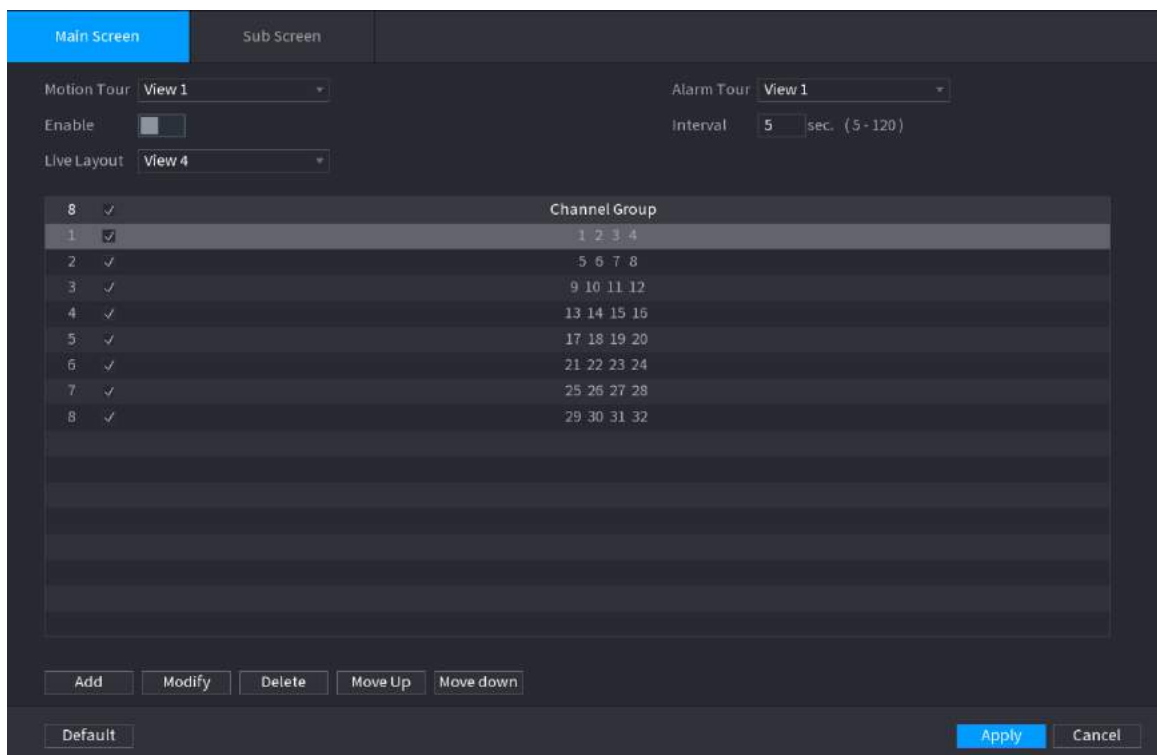 Main Screen Sub Screen
Motion Tour View 1 Alarm Tour View 1
Enable Interval 5 sec. (5 - 120)
Live Layout View 4
8 Channel Group
1 1 2 3 4
2 5 6 7 8
3 9 10 11 12
4 13 14 15 16
5 17 18 19 20
6 21 22 23 24
7 25 26 27 28
8 29 30 31 32
Add Modify Delete Move Up Move down
Default Apply Cancel